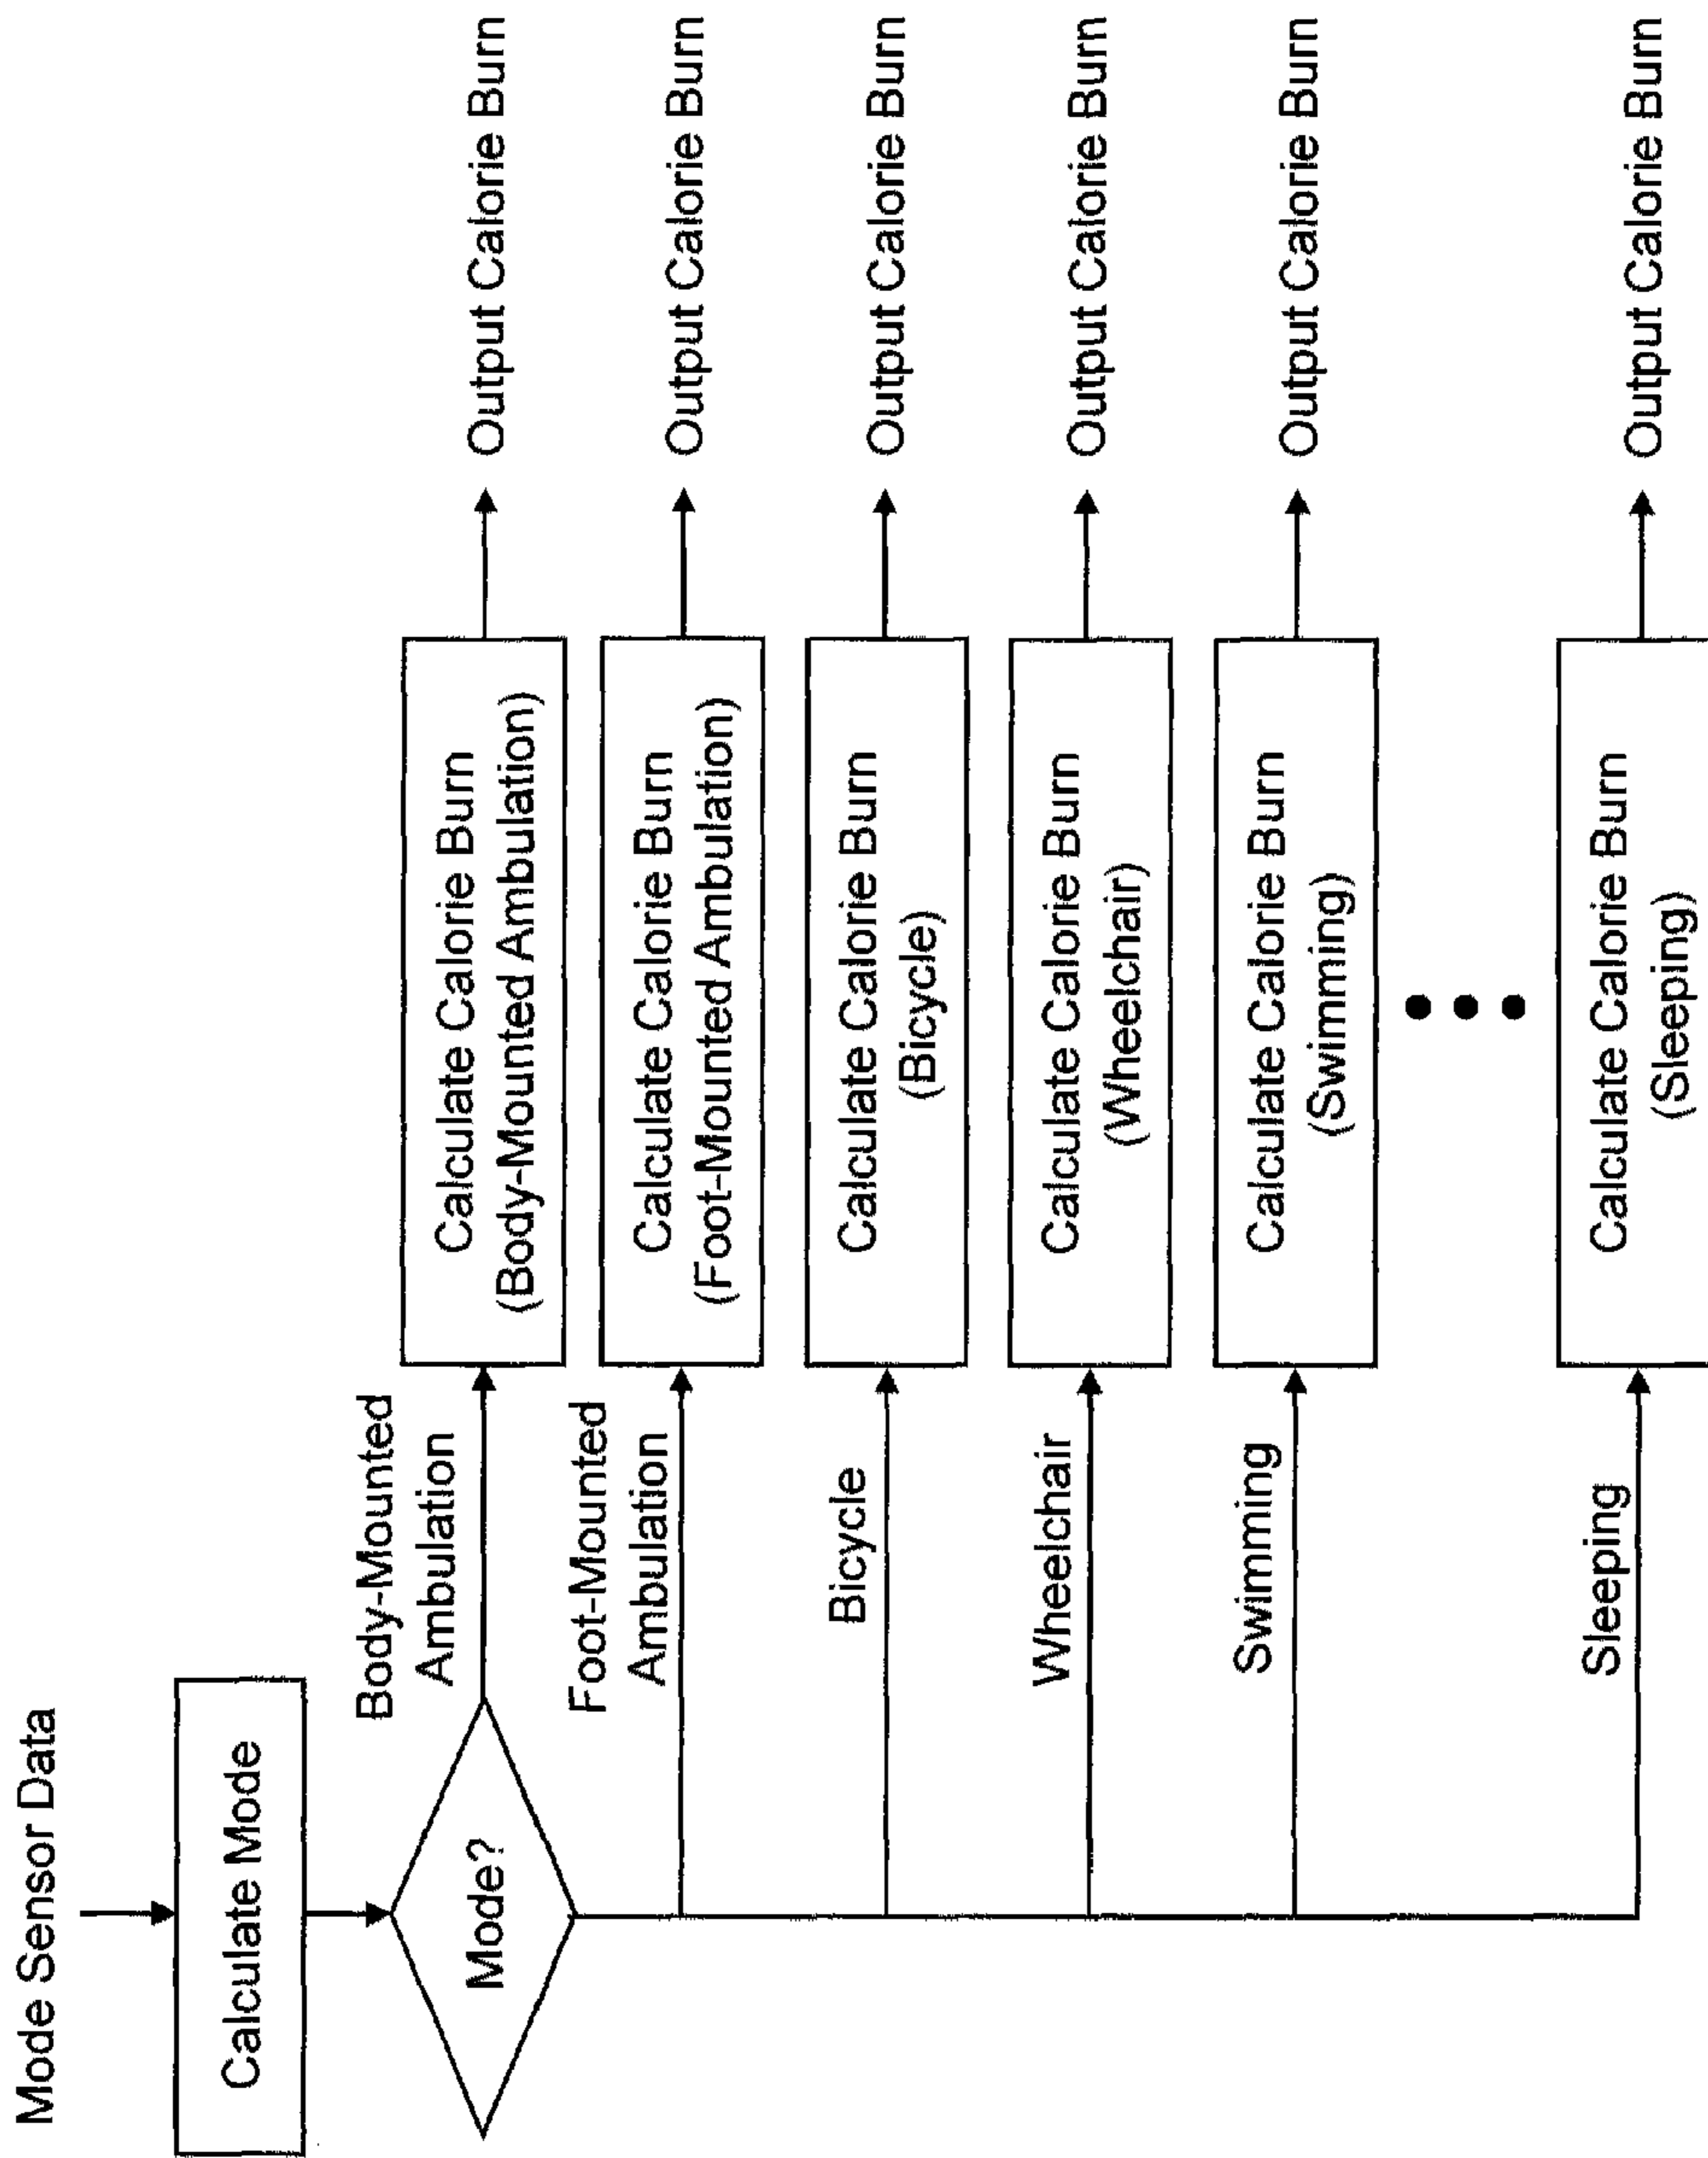 Mode Sensor Data
Calculate Mode
Mode?
Body-Mounted
Ambulation
Calculate Calorie Burn
(Body-Mounted Ambulation)
Output Calorie Burn
Foot-Mounted
Ambulation
Calculate Calorie Burn
(Foot-Mounted Ambulation)
Output Calorie Burn
Bicycle
Calculate Calorie Burn
(Bicycle)
Output Calorie Burn
Wheelchair
Calculate Calorie Burn
(Wheelchair)
Output Calorie Burn
Swimming
Calculate Calorie Burn
(Swimming)
Output Calorie Burn
Sleeping
Calculate Calorie Burn
(Sleeping)
Output Calorie Burn